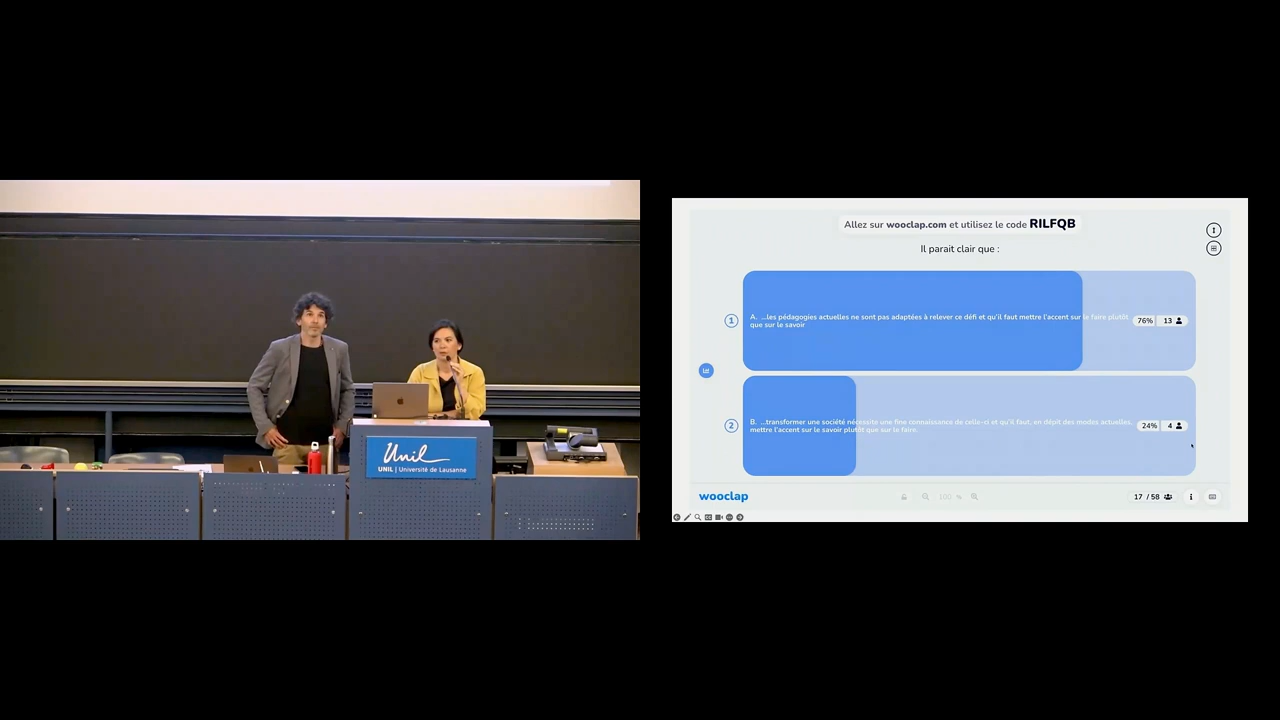 Unil
UNIL | Université de Lausanne
Allez sur wooclap.com et utilisez le code RILFQB
Il parait clair que :
1
A. ...les pédagogies actuelles ne sont pas adaptées à relever ce défi et qu'il faut mettre l'accent sur le faire plutôt
que sur le savoir
76% 13
2
B. ...transformer une société nécessite une fine connaissance de celle-ci et qu'il faut, en dépit des modes actuelles,
mettre l'accent sur le savoir plutôt que sur le faire.
24% 4
wooclap
100 %
17 / 58